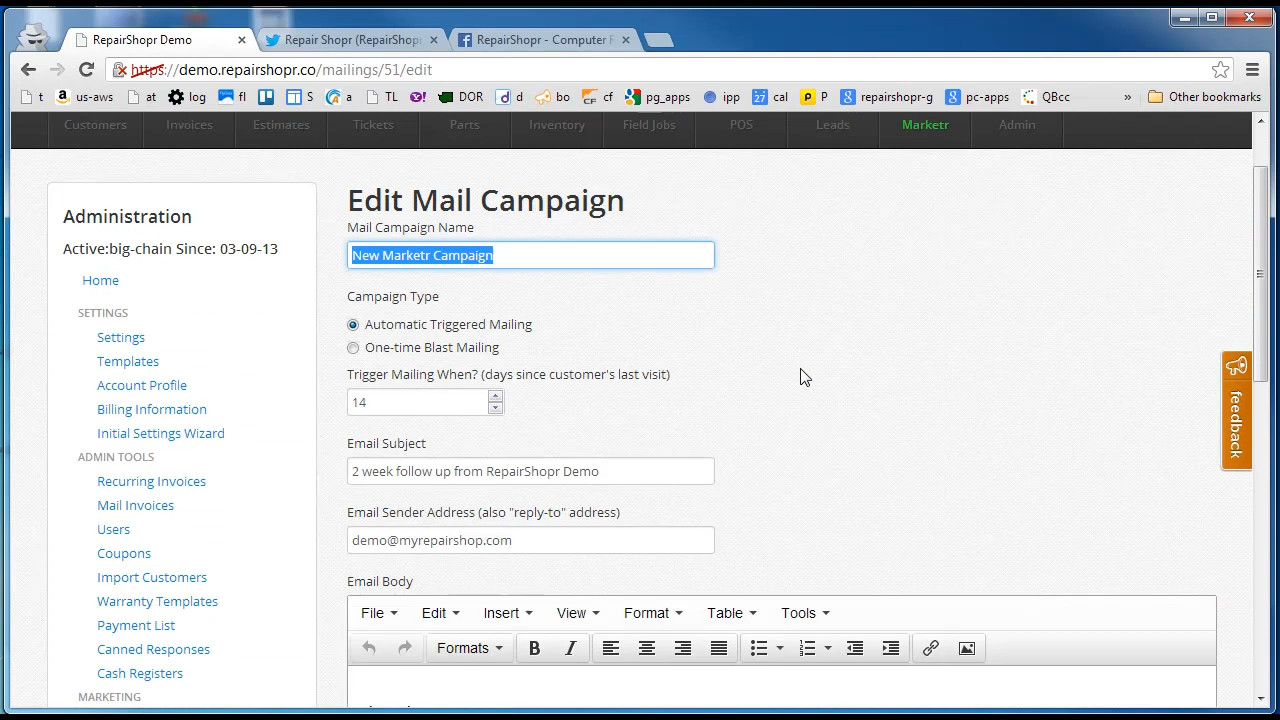 RepairShopr Demo
Repair Shopr (RepairShop
RepairShopr - Computer R
https://demo.repairshopr.co/mailings/51/edit
t us-aws at log fl S a TL DOR d bo cf pg_apps ipp cal P repairshopr-g pc-apps QBcc » Other bookmarks
Customers Invoices Estimates Tickets Parts Inventory Field Jobs POS Leads Marketr Admin
Administration
Active:big-chain Since: 03-09-13
Home
SETTINGS
Settings
Templates
Account Profile
Billing Information
Initial Settings Wizard
ADMIN TOOLS
Recurring Invoices
Mail Invoices
Users
Coupons
Import Customers
Warranty Templates
Payment List
Canned Responses
Cash Registers
MARKETING
Edit Mail Campaign
Mail Campaign Name
New Marketr Campaign
Campaign Type
Automatic Triggered Mailing
One-time Blast Mailing
Trigger Mailing When? (days since customer's last visit)
14
Email Subject
2 week follow up from RepairShopr Demo
Email Sender Address (also "reply-to" address)
demo@myrepairshop.com
Email Body
File Edit Insert View Format Table Tools
Formats B I
feedback